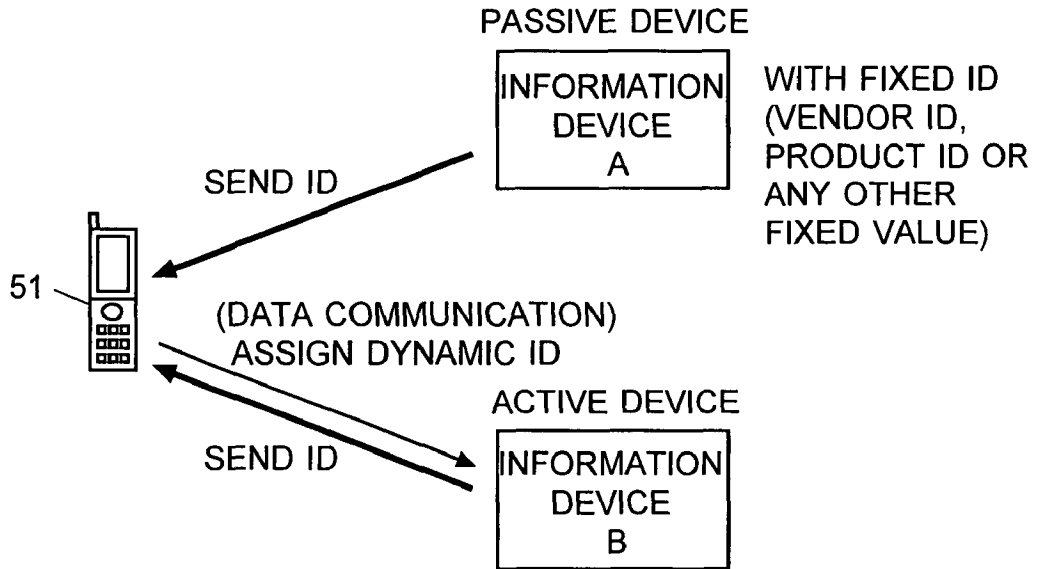 PASSIVE DEVICE
INFORMATION
DEVICE
A
WITH FIXED ID
(VENDOR ID,
PRODUCT ID OR
ANY OTHER
FIXED VALUE)
SEND ID
51
(DATA COMMUNICATION)
ASSIGN DYNAMIC ID
SEND ID
ACTIVE DEVICE
INFORMATION
DEVICE
B